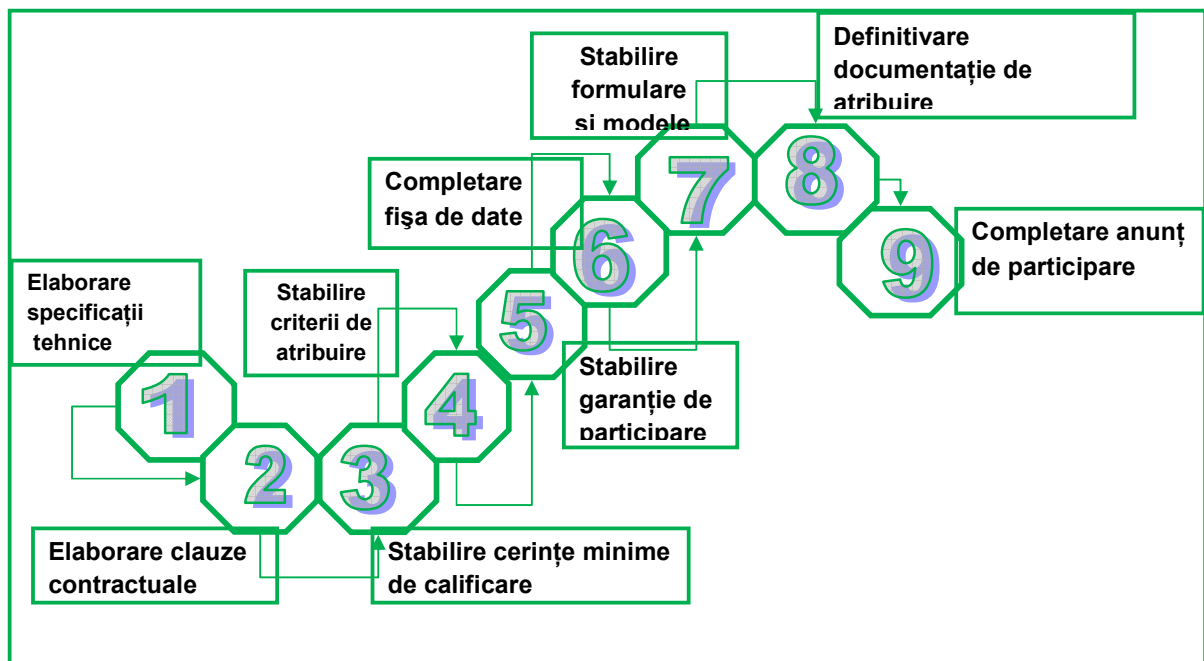 Elaborare
specificații
tehnice
1
2
Elaborare clauze
contractuale
3
Stabilire cerințe minime
de calificare
Stabilire
criterii de
atribuire
4
Completare
fişa de date
5
6
Stabilire
garanție de
participare
Stabilire
formulare
si modele
7
Definitivare
documentație de
atribuire
8
9
Completare anunț
de participare